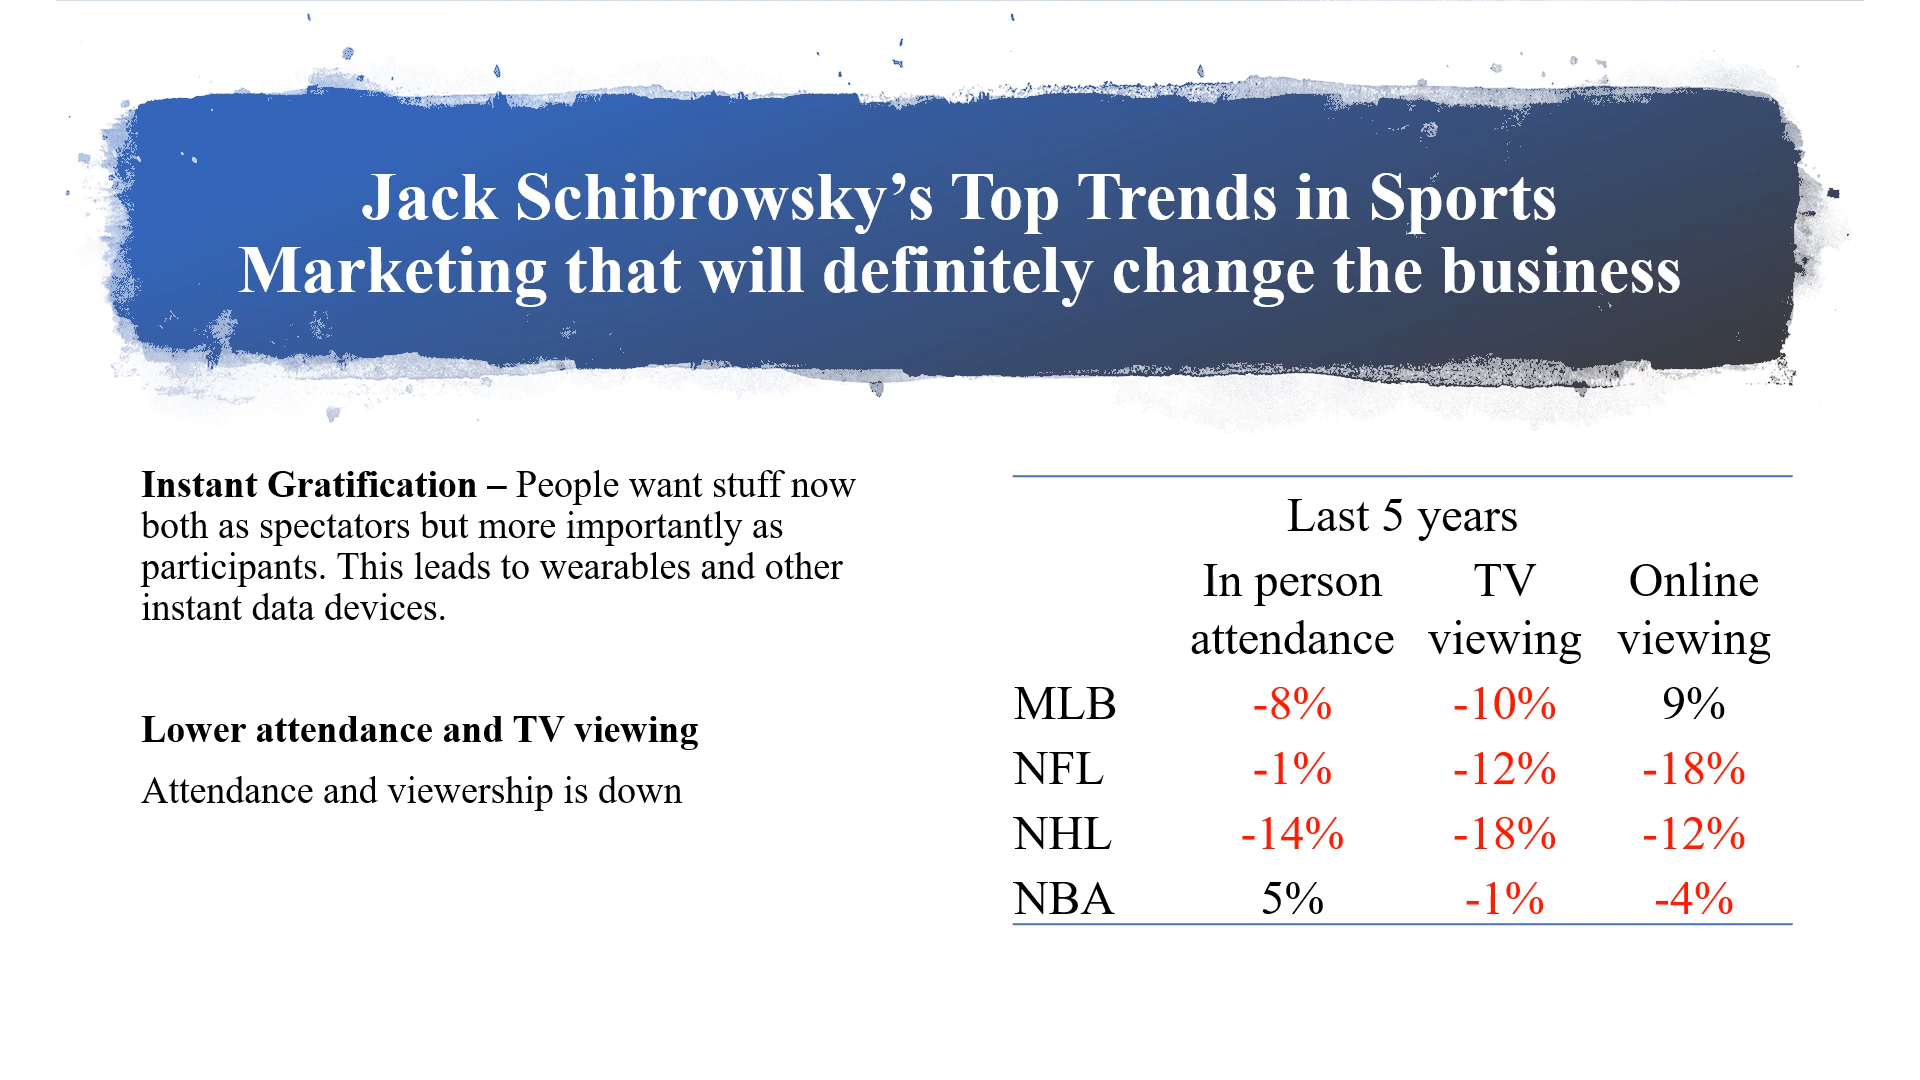 Jack Schibrowsky’s Top Trends in Sports
Marketing that will definitely change the business
Instant Gratification – People want stuff now
both as spectators but more importantly as
participants. This leads to wearables and other
instant data devices.
Lower attendance and TV viewing
Attendance and viewership is down
Last 5 years
In person TV Online
attendance viewing viewing
MLB -8% -10% 9%
NFL -1% -12% -18%
NHL -14% -18% -12%
NBA 5% -1% -4%